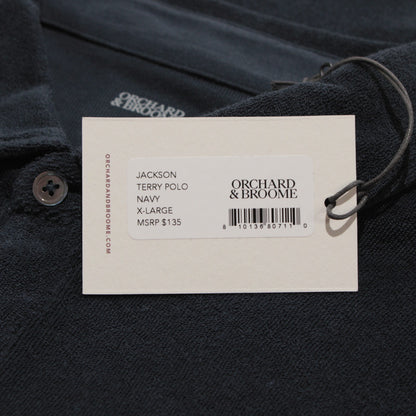 ORCHARD
& BROOME
ORCHARDANDBROOME.COM
JACKSON
TERRY POLO
NAVY
X-LARGE
MSRP $135
ORCHARD
& BROOME
8 10136 80711 0